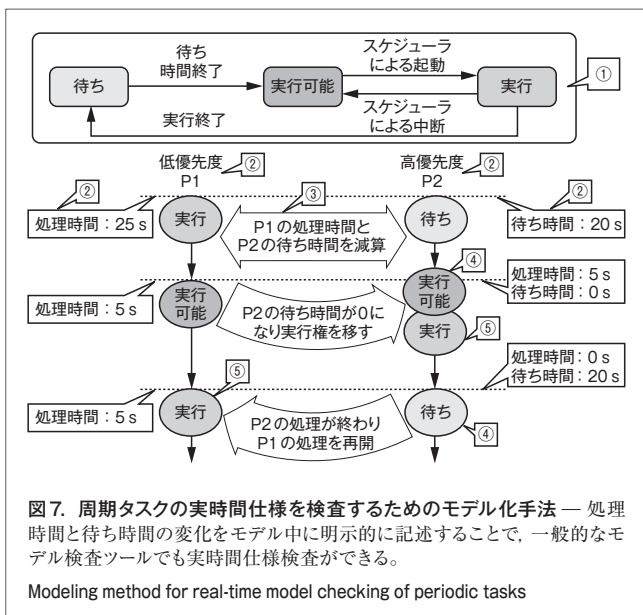 待ち
時間終了
スケジューラ
による起動
①
待ち
実行可能
実行
実行終了
スケジューラ
による中断
低優先度
P1
②
高優先度
P2
②
②
処理時間：25 s
実行
③
P1の処理時間と
P2の待ち時間を減算
待ち
②
待ち時間：20 s
④
処理時間：5 s
実行
可能
P2の待ち時間が0に
なり実行権を移す
実行
可能
処理時間：5 s
待ち時間：0 s
実行
⑤
⑤
処理時間：0 s
待ち時間：20 s
処理時間：5 s
実行
P2の処理が終わり
P1の処理を再開
待ち
④
図7. 周期タスクの実時間仕様を検査するためのモデル化手法 — 処理
時間と待ち時間の変化をモデル中に明示的に記述することで，一般的なモ
デル検査ツールでも実時間仕様検査ができる。
Modeling method for real-time model checking of periodic tasks